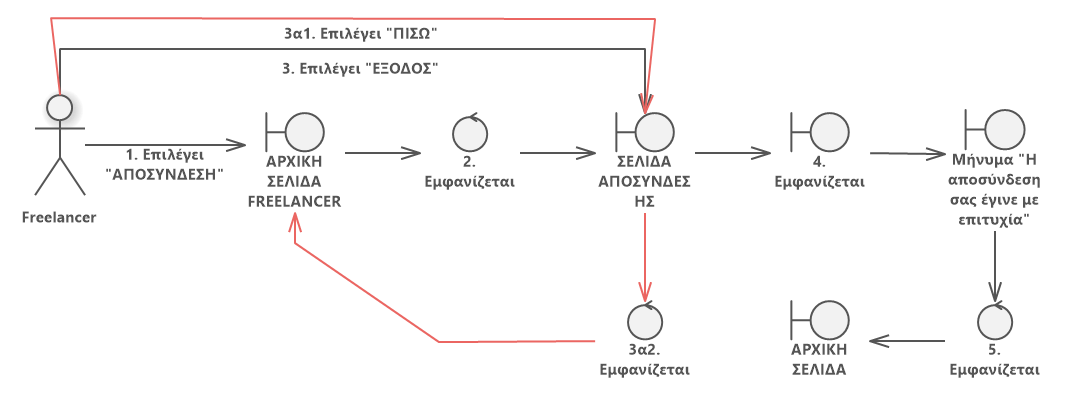 3α1. Επιλέγει "ΠΙΣΩ"
3. Επιλέγει "ΕΞΟΔΟΣ"
1. Επιλέγει
"ΑΠΟΣΥΝΔΕΣΗ"
Freelancer
ΑΡΧΙΚΗ
ΣΕΛΙΔΑ
FREELANCER
2.
Εμφανίζεται
ΣΕΛΙΔΑ
ΑΠΟΣΥΝΔΕΣ
ΗΣ
4.
Εμφανίζεται
Μήνυμα "Η
αποσύνδεση
σας έγινε με
επιτυχία"
3α2.
Εμφανίζεται
ΑΡΧΙΚΗ
ΣΕΛΙΔΑ
5.
Εμφανίζεται